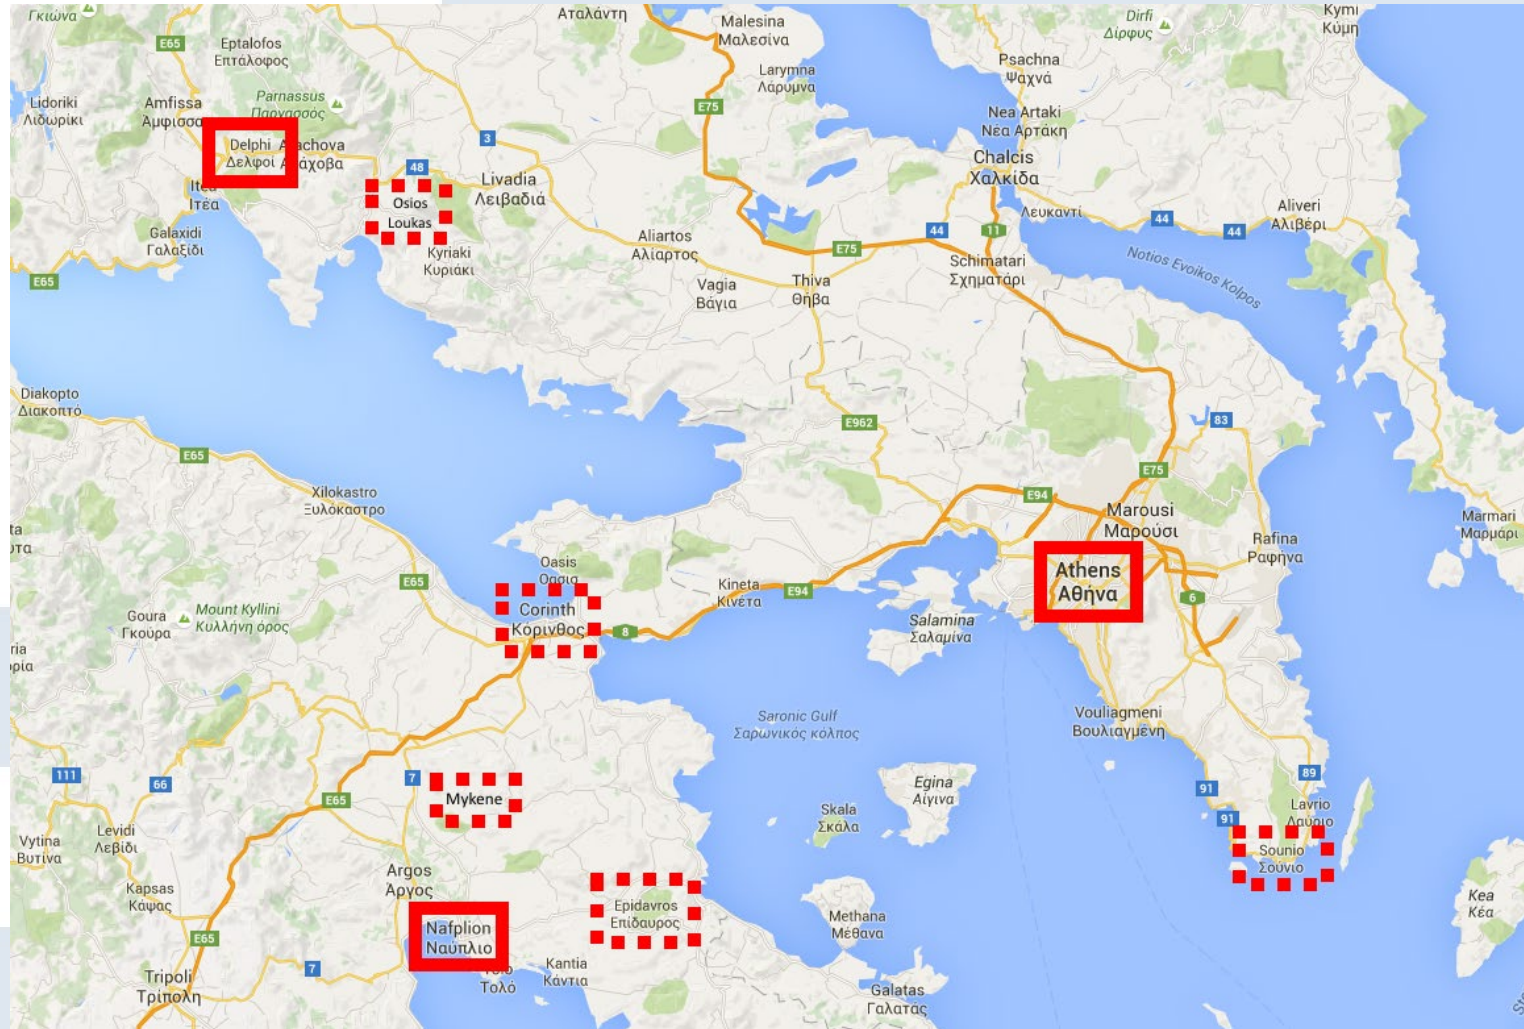 Γκιώνα
E65
Eptalofos
Επτάλοφος
Αταλάντη
Malesina
Μαλεσίνα
Larymna
Λάρυμνα
Dirfi
Δίρφυς
Kymi
Κύμη
Psachna
Ψαχνά
Lidoriki
Λιδωρίκι
Amfissa
Άμφισσα
Parnassus
Παρνασσός
E75
Nea Artaki
Νέα Αρτάκη
Delphi
Δελφοί
3
48
Chalcis
Χαλκίδα
Livadia
Λειβαδιά
Osios
Loukas
Ιτέα
Galaxidi
Γαλαξίδι
Kyriaki
Κυριάκι
Aliartos
Αλίαρτος
E75
44
11
Λευκαντί
44
44
Aliveri
Αλιβέρι
E65
Vagia
Βάγια
Thiva
Θήβα
Schimatari
Σχηματάρι
Notios Evoikos Kolpos
Diakopto
Διακοπτό
E65
E962
83
E75
Xilokastro
Ξυλόκαστρο
E94
Marousi
Μαρούσι
Rafina
Ραφήνα
Marmari
Μαρμάρι
Oasis
E65
Kineta
Κινέτα
E94
Athens
Αθήνα
6
Goura
Γκούρα
Mount Kyllini
Κυλλήνη όρος
Corinth
Κόρινθος
8
Salamina
Σαλαμίνα
Saronic Gulf
Σαρωνικός κόλπος
Vouliagmeni
Βουλιαγμένη
111
66
7
E65
Mykene
Egina
Αίγινα
Skala
Σκάλα
91
89
91
Lavrio
Λαύριο
Sounio
Σούνιο
Vytina
Βυτίνα
Levidi
Λεβίδι
Argos
Άργος
Kapsas
Κάψας
Epidavros
Επίδαυρος
Methana
Μέθανα
Kea
Κέα
Nafplion
Ναύπλιο
E65
7
Tripoli
Τρίπολη
Τολό
Kantia
Κάντια
Galatas
Γαλατάς